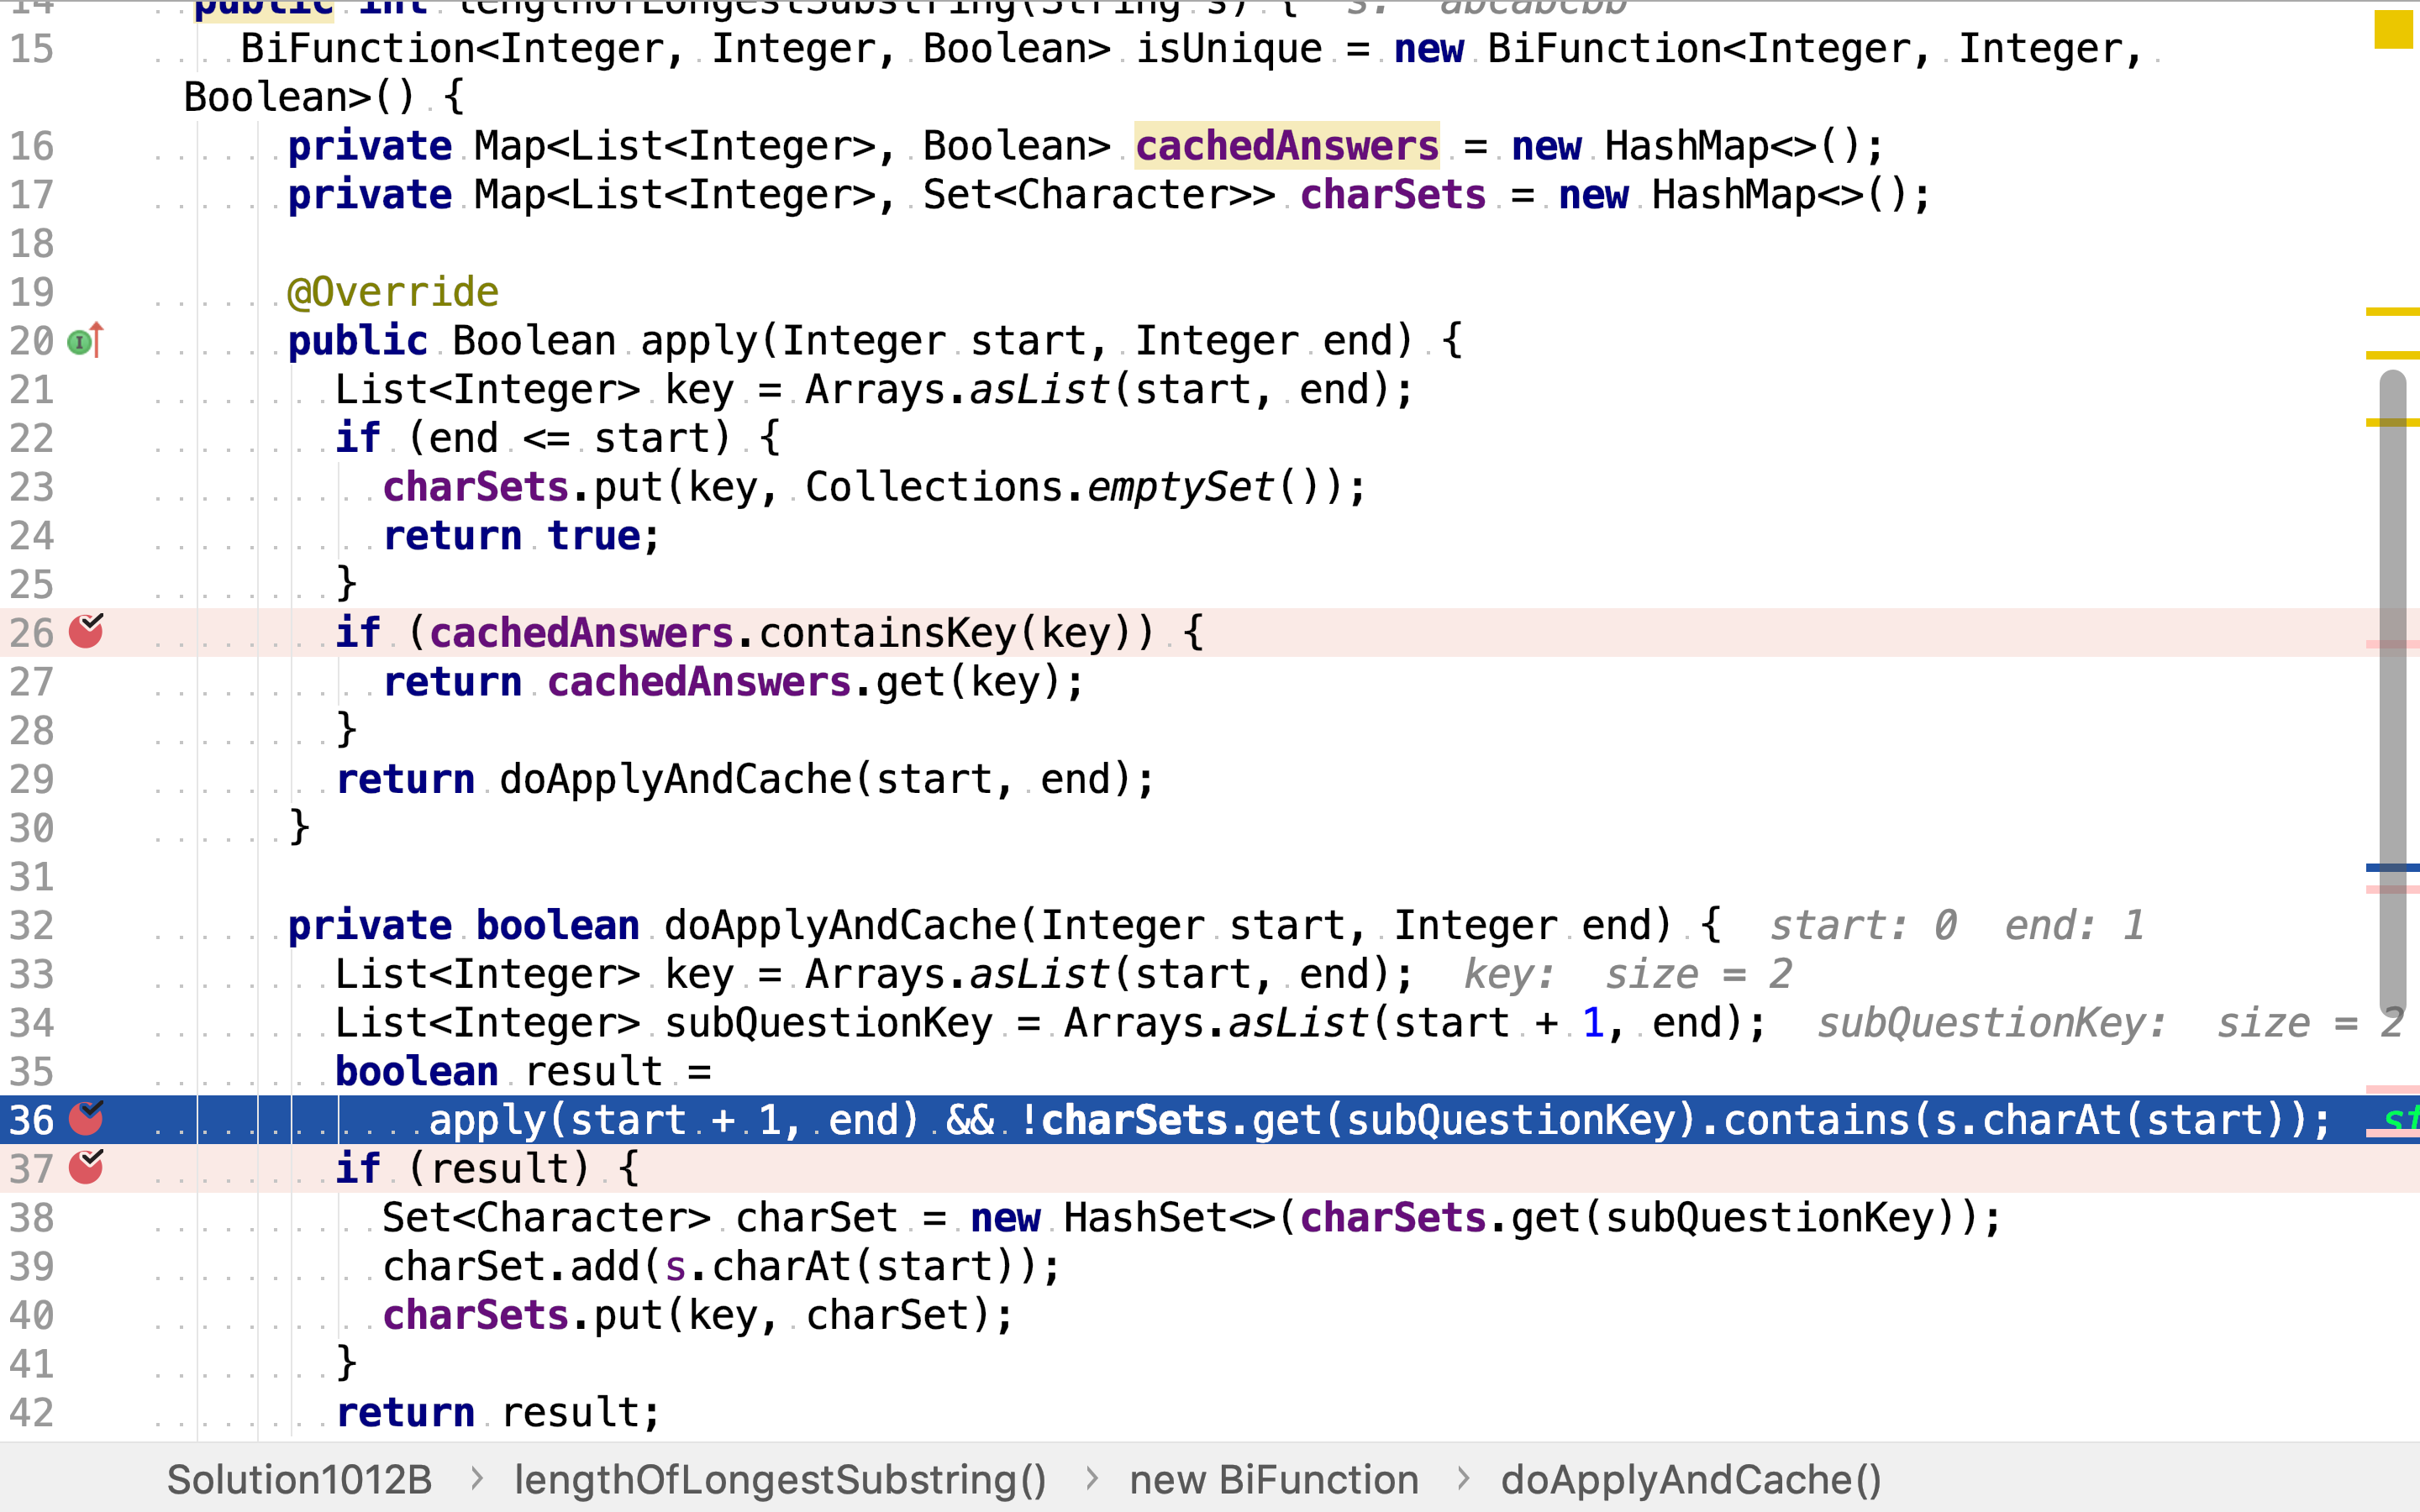 14 public int lengthOfLongestSubstring(String s) { s: abcabcbb
15 BiFunction<Integer, Integer, Boolean> isUnique = new BiFunction<Integer, Integer,
Boolean>() {
16 private Map<List<Integer>, Boolean> cachedAnswers = new HashMap<>();
17 private Map<List<Integer>, Set<Character>> charSets = new HashMap<>();
18
19 @Override
20 public Boolean apply(Integer start, Integer end) {
21 List<Integer> key = Arrays.asList(start, end);
22 if (end <= start) {
23 charSets.put(key, Collections.emptySet());
24 return true;
25 }
26 if (cachedAnswers.containsKey(key)) {
27 return cachedAnswers.get(key);
28 }
29 return doApplyAndCache(start, end);
30 }
31
32 private boolean doApplyAndCache(Integer start, Integer end) { start: 0 end: 1
33 List<Integer> key = Arrays.asList(start, end); key: size = 2
34 List<Integer> subQuestionKey = Arrays.asList(start + 1, end); subQuestionKey: size = 2
35 boolean result =
36 apply(start + 1, end) && !charSets.get(subQuestionKey).contains(s.charAt(start));
37 if (result) {
38 Set<Character> charSet = new HashSet<>(charSets.get(subQuestionKey));
39 charSet.add(s.charAt(start));
40 charSets.put(key, charSet);
41 }
42 return result;
Solution1012B > lengthOfLongestSubstring() > new BiFunction > doApplyAndCache()